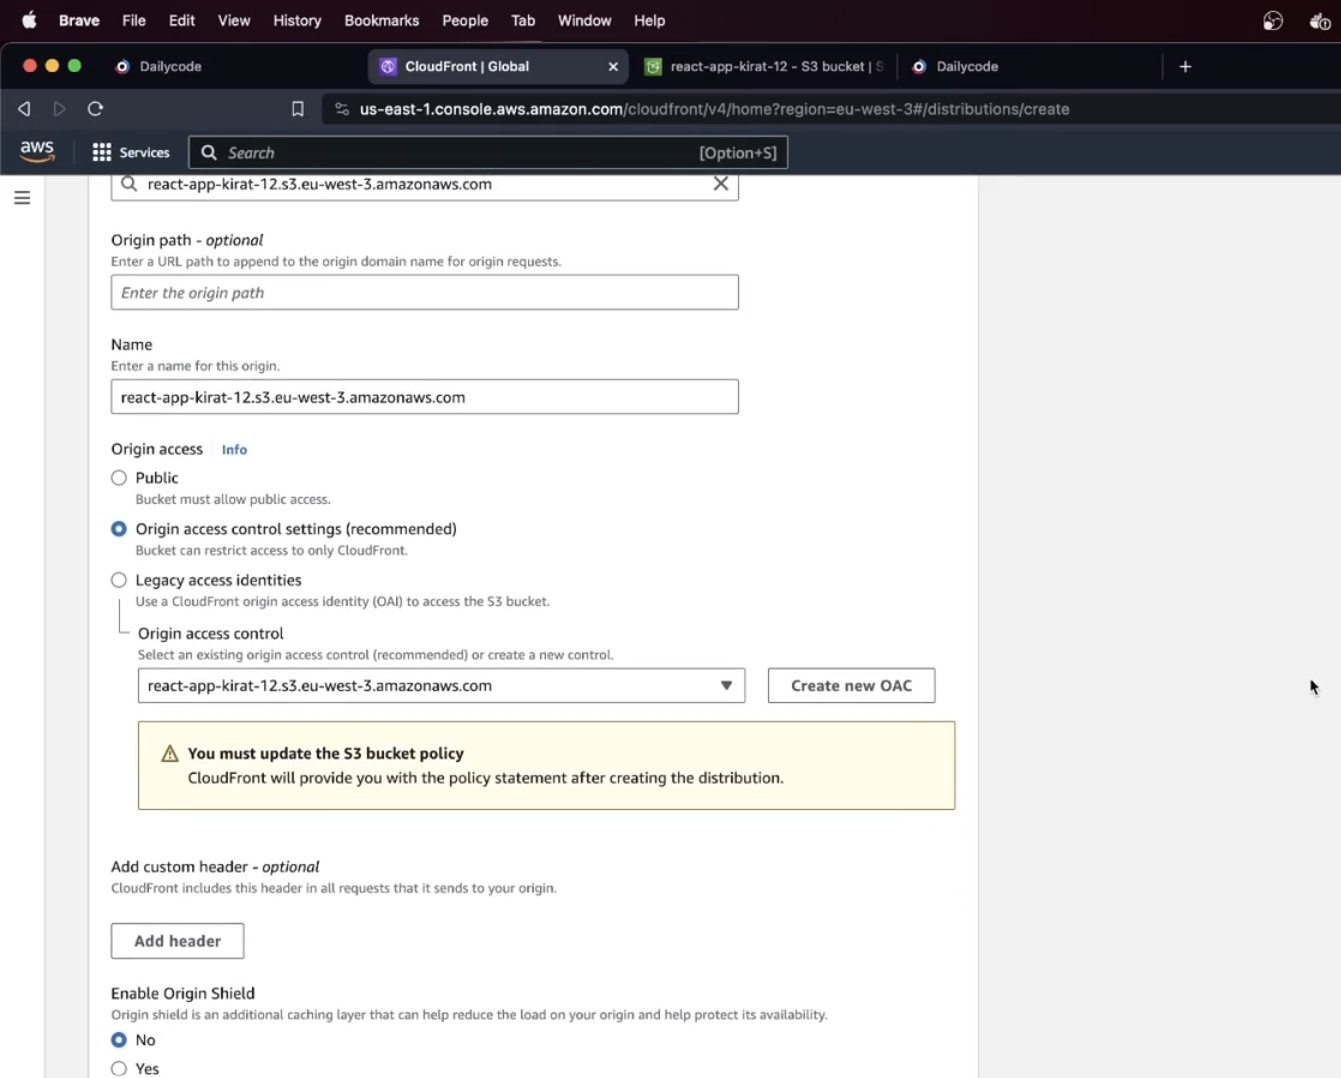 Brave File Edit View History Bookmarks People Tab Window Help
Dailycode
CloudFront | Global
react-app-kirat-12 - S3 bucket | S
Dailycode
us-east-1.console.aws.amazon.com/cloudfront/v4/home?region=eu-west-3#/distributions/create
aws
Services
Search
[Option+S]
react-app-kirat-12.s3.eu-west-3.amazonaws.com
Origin path - optional
Enter a URL path to append to the origin domain name for origin requests.
Enter the origin path
Name
Enter a name for this origin.
react-app-kirat-12.s3.eu-west-3.amazonaws.com
Origin access Info
Public
Bucket must allow public access.
Origin access control settings (recommended)
Bucket can restrict access to only CloudFront.
Legacy access identities
Use a CloudFront origin access identity (OAI) to access the S3 bucket.
Origin access control
Select an existing origin access control (recommended) or create a new control.
react-app-kirat-12.s3.eu-west-3.amazonaws.com
Create new OAC
You must update the S3 bucket policy
CloudFront will provide you with the policy statement after creating the distribution.
Add custom header - optional
CloudFront includes this header in all requests that it sends to your origin.
Add header
Enable Origin Shield
Origin shield is an additional caching layer that can help reduce the load on your origin and help protect its availability.
No
Yes